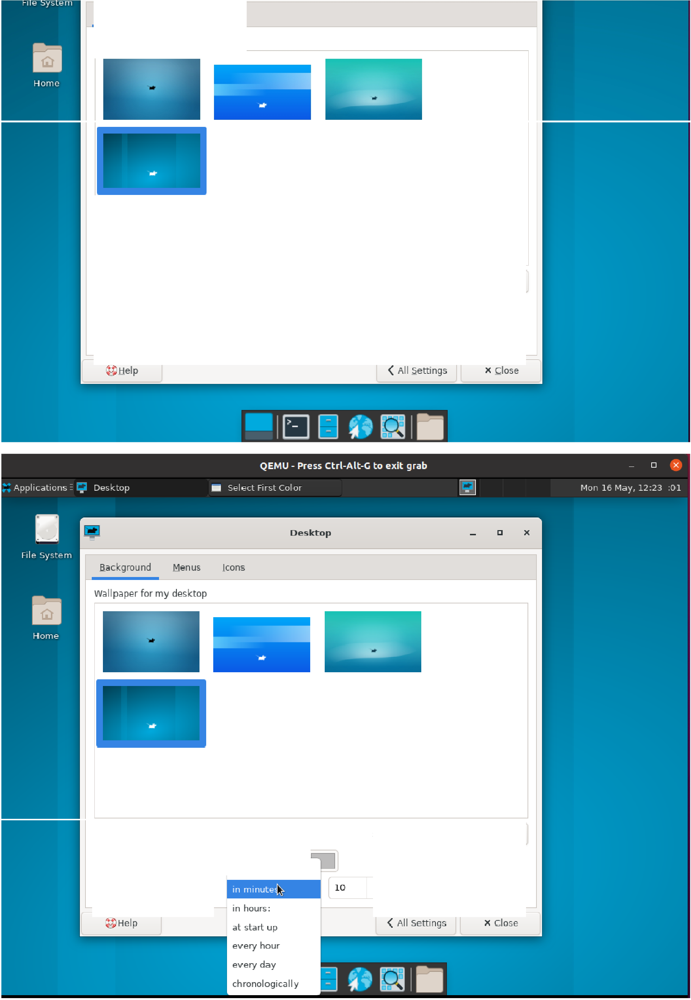 File System
Home
Help
All Settings
Close
QEMU - Press Ctrl-Alt-G to exit grab
Applications
Desktop
Select First Color
Mon 16 May, 12:23 :01
File System
Desktop
Background
Menus
Icons
Wallpaper for my desktop
Home
in minutes
10
in hours:
Help
at start up
All Settings
Close
every hour
every day
chronologically